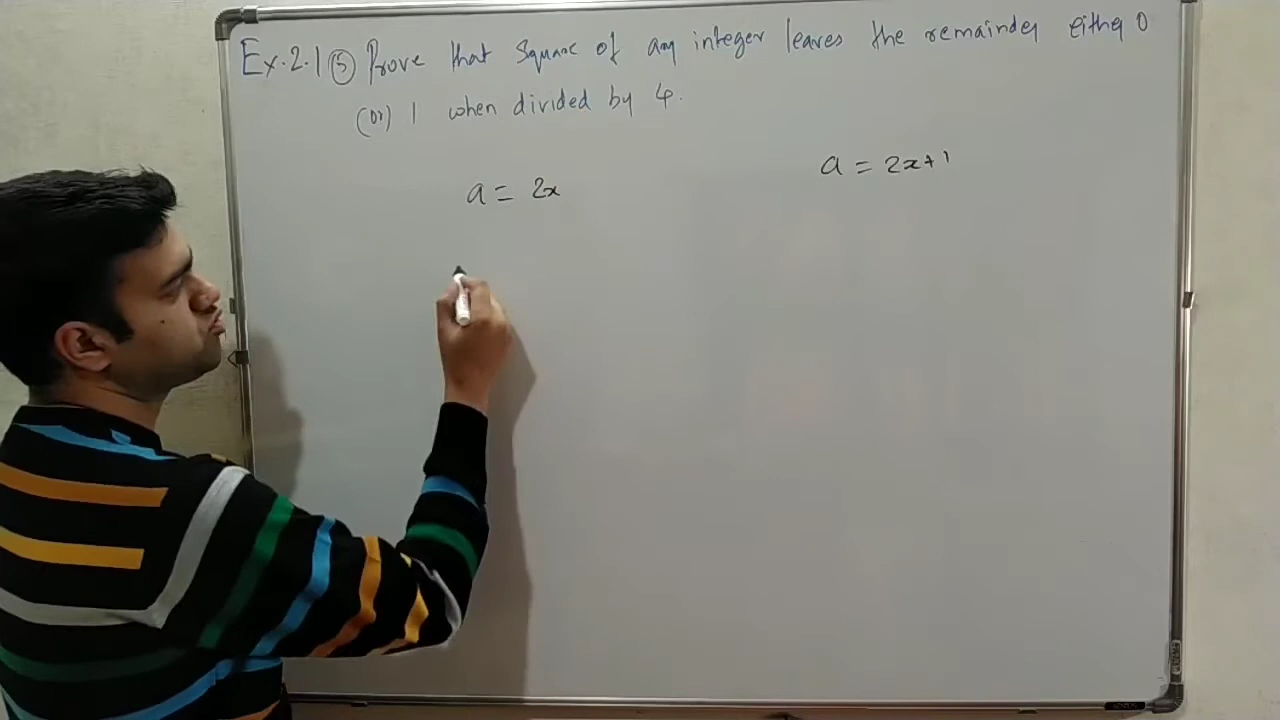 Ex.2.1 ⑤ Prove that square of any integer leaves the remainder either 0
(or) 1 when divided by 4.
a = 2x
a = 2x+1